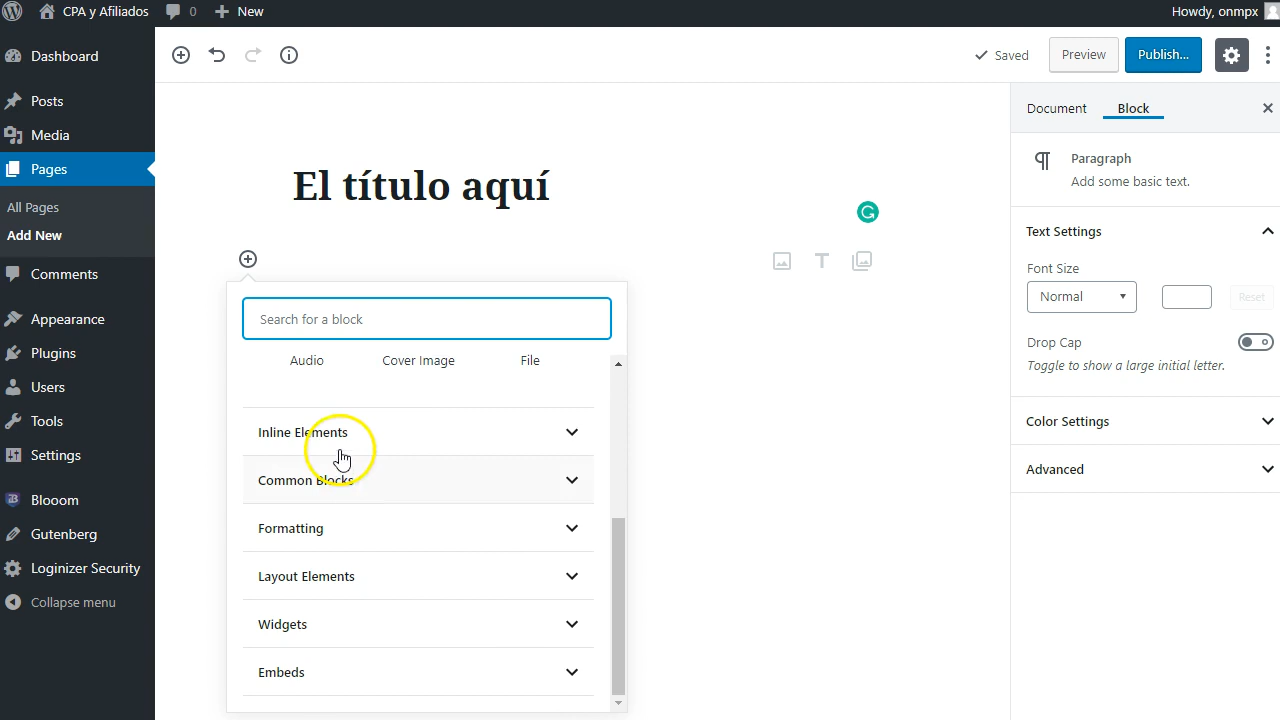 CPA y Afiliados
0
New
Howdy, onmpx
Dashboard
Posts
Media
Pages
All Pages
Add New
Comments
Appearance
Plugins
Users
Tools
Settings
Blooom
Gutenberg
Loginizer Security
Collapse menu
Saved
Preview
Publish...
El título aquí
Search for a block
Audio
Cover Image
File
Inline Elements
Common Blocks
Formatting
Layout Elements
Widgets
Embeds
Document
Block
Paragraph
Add some basic text.
Text Settings
Font Size
Normal
Reset
Drop Cap
Toggle to show a large initial letter.
Color Settings
Advanced